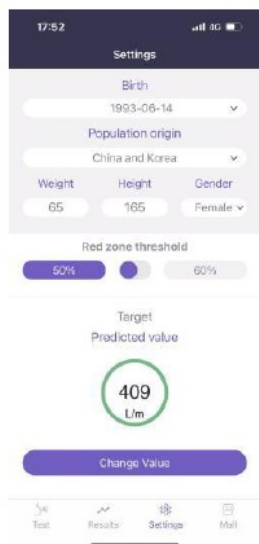 17:52
4G
Settings
Birth
1993-06-14
Population origin
China and Korea
Weight Height Gender
65 165 Female
Red zone threshold
50% 60%
Target
Predicted value
409
L/m
Change Value
Test Results Settings Mall